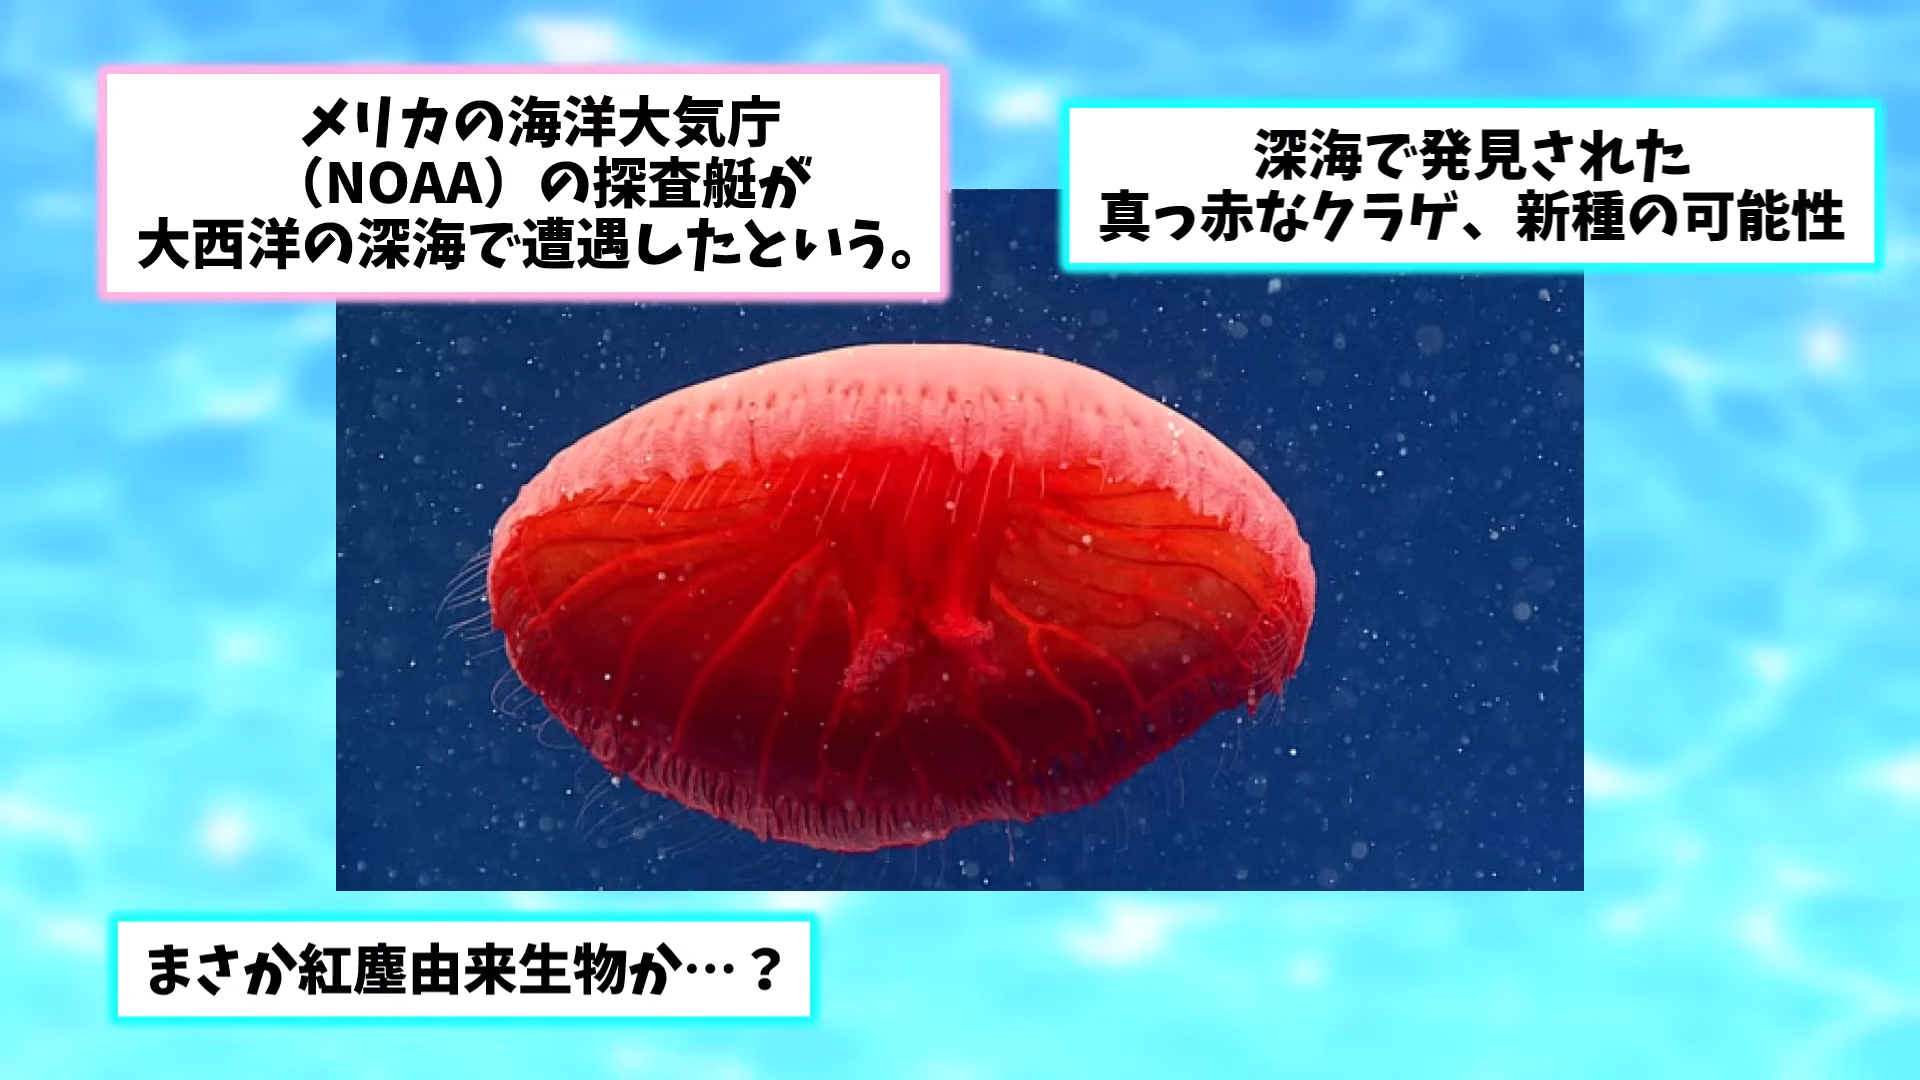 メリカの海洋大気庁
（NOAA）の探査艇が
大西洋の深海で遭遇したという。
深海で発見された
真っ赤なクラゲ、新種の可能性
まさか紅塵由来生物か…？